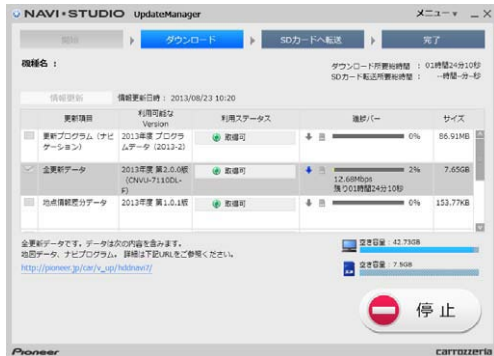 NAVI•STUDIO UpdateManager メニュー
開始 ダウンロード SDカードへ転送 完了
機種名 :
ダウンロード所要総時間 : 01時間24分10秒
SDカード転送所要総時間 : --時間-分-秒
情報更新 情報更新日時 : 2013/08/23 10:20
更新項目 利用可能な Version 利用ステータス 進捗バー サイズ
更新プログラム（ナビゲーション） 2013年度 プログラムデータ (2013-2) 取得可 0% 86.91MB
全更新データ 2013年度 第2.0.0版 (CNVU-7110DL-F) 取得可 2% 7.65GB
12.68Mbps
残り01時間24分10秒
地点情報差分データ 2013年度 第1.0.1版 取得可 0% 153.77KB
全更新データです。データは次の内容を含みます。
地図データ、ナビプログラム。 詳細は下記URLをご参照ください。
http://pioneer.jp/car/v_up/hddnavi7/
空き容量 : 42.73GB
空き容量 : 7.5GB
停止
Pioneer carrozzeria